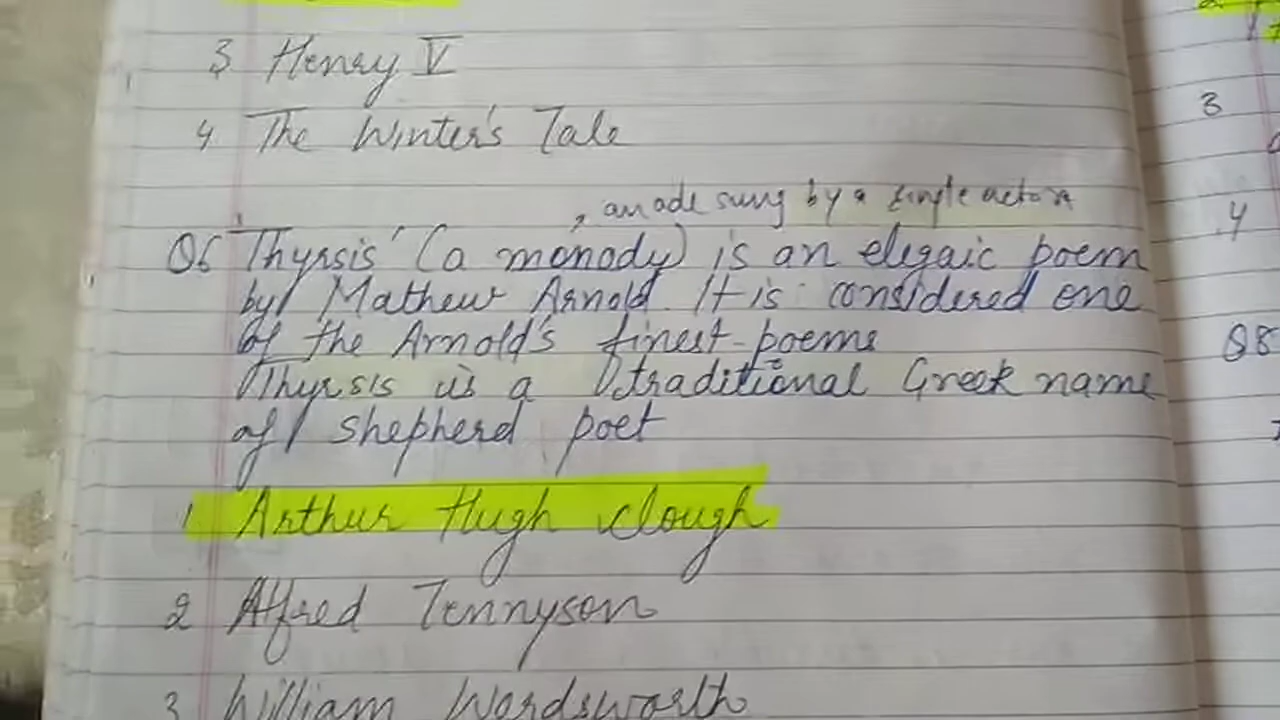 3 Henry V
4 The Winter's Tale
, an ode sung by a single actor
Q6 'Thyrsis' (a monody) is an elegaic poem
by Mathew Arnold. It is considered one
of the Arnold's finest poems
Thyrsis is a traditional Greek name
of shepherd poet
1 Arthur Hugh Clough
2 Alfred Tennyson
3 William Wordsworth
3
4
Q8